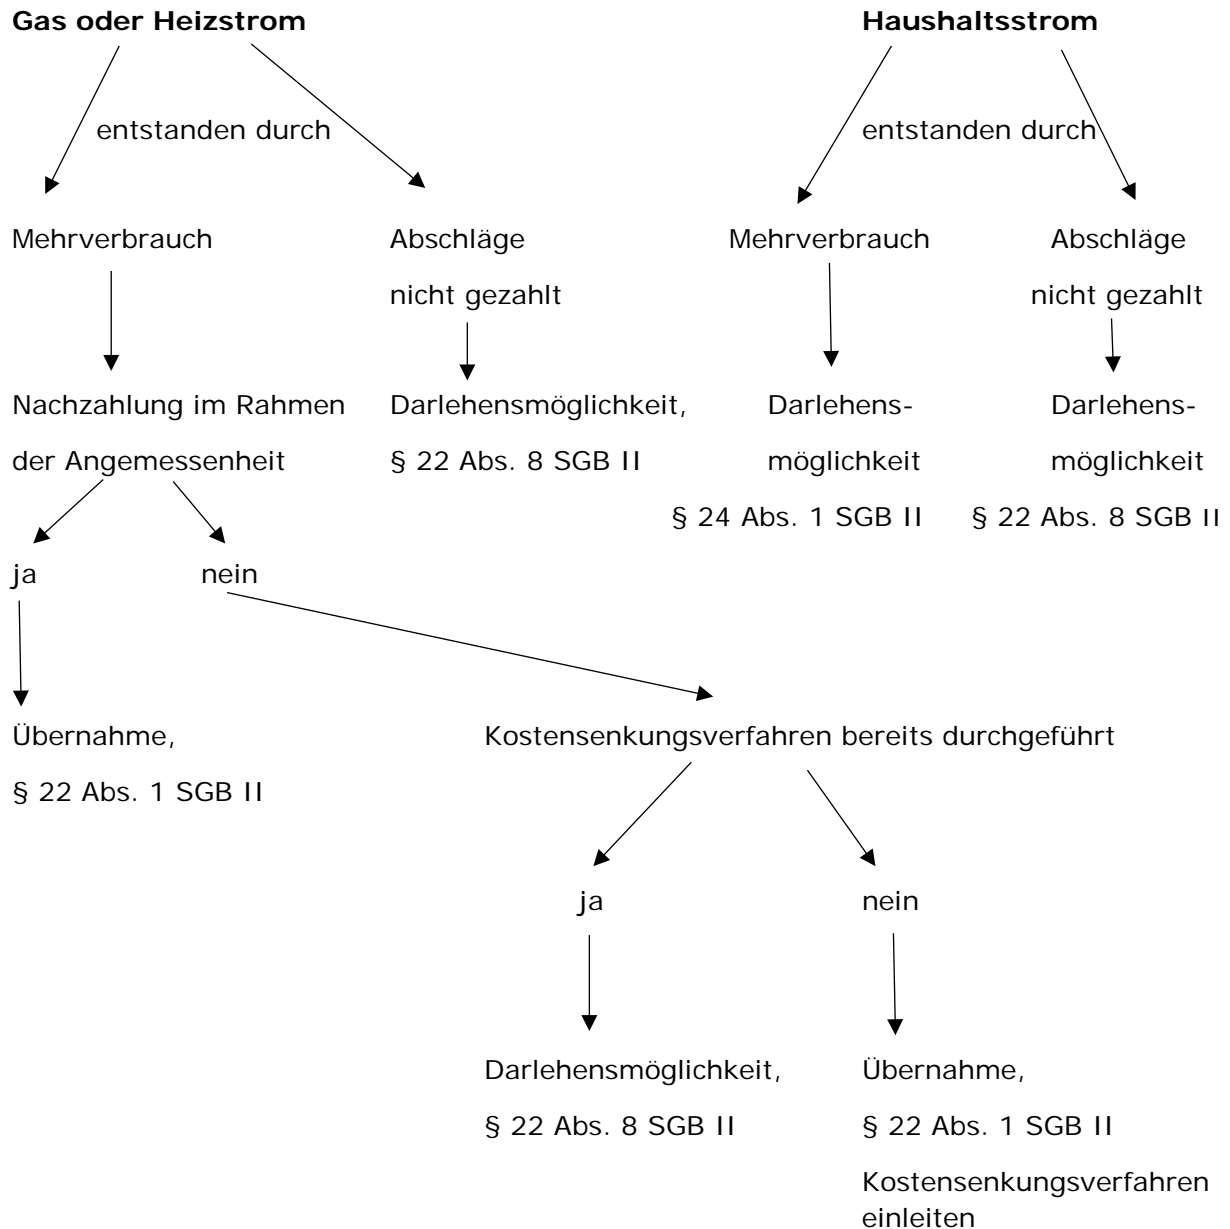 Gas oder Heizstrom
Haushaltsstrom
entstanden durch
entstanden durch
Mehrverbrauch
Abschläge
nicht gezahlt
Mehrverbrauch
Abschläge
nicht gezahlt
Nachzahlung im Rahmen
der Angemessenheit
Darlehensmöglichkeit,
§ 22 Abs. 8 SGB II
Darlehens-
möglichkeit
§ 24 Abs. 1 SGB II
Darlehens-
möglichkeit
§ 22 Abs. 8 SGB II
ja
nein
Übernahme,
§ 22 Abs. 1 SGB II
Kostensenkungsverfahren bereits durchgeführt
ja
nein
Darlehensmöglichkeit,
§ 22 Abs. 8 SGB II
Übernahme,
§ 22 Abs. 1 SGB II
Kostensenkungsverfahren
einleiten